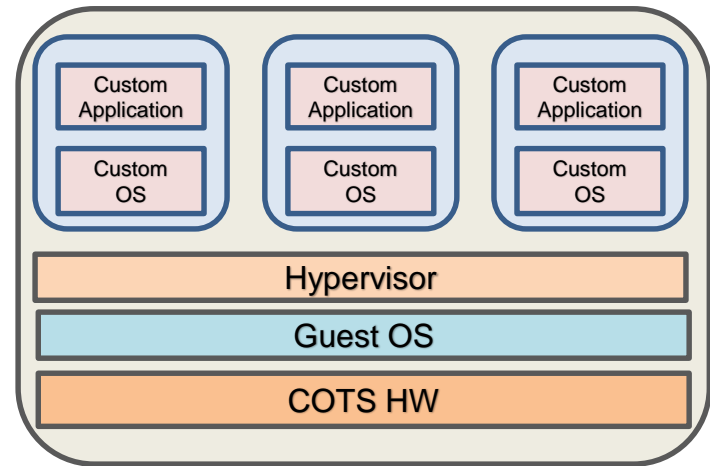 Custom
Application
Custom
OS
Custom
Application
Custom
OS
Custom
Application
Custom
OS
Hypervisor
Guest OS
COTS HW